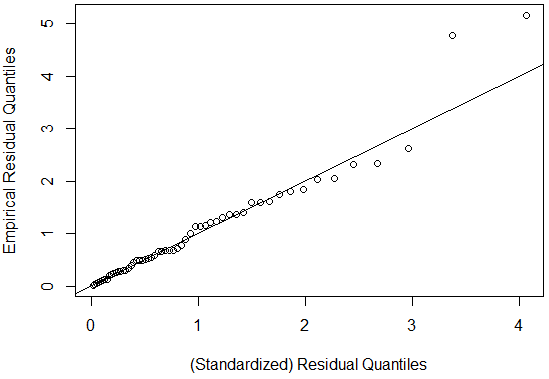 Empirical Residual Quantiles
5
4
3
2
1
0
0 1 2 3 4
(Standardized) Residual Quantiles